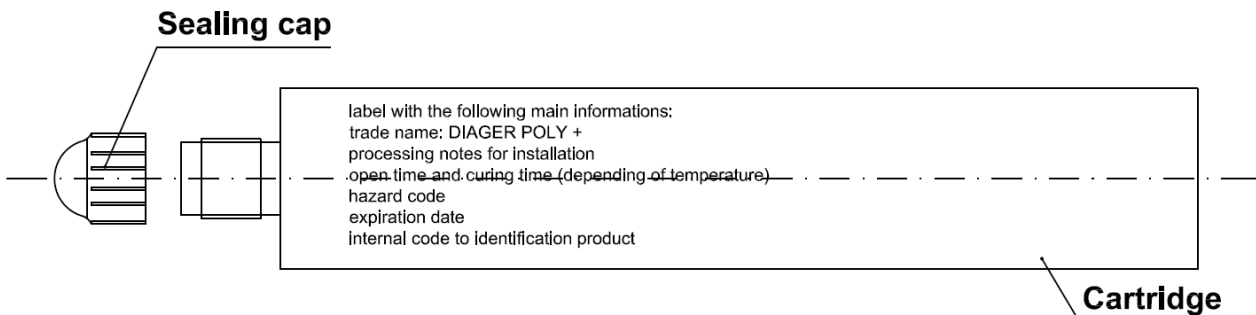 Sealing cap
label with the following main informations:
trade name: DIAGER POLY +
processing notes for installation
open time and curing time (depending of temperature)
hazard code
expiration date
internal code to identification product
Cartridge